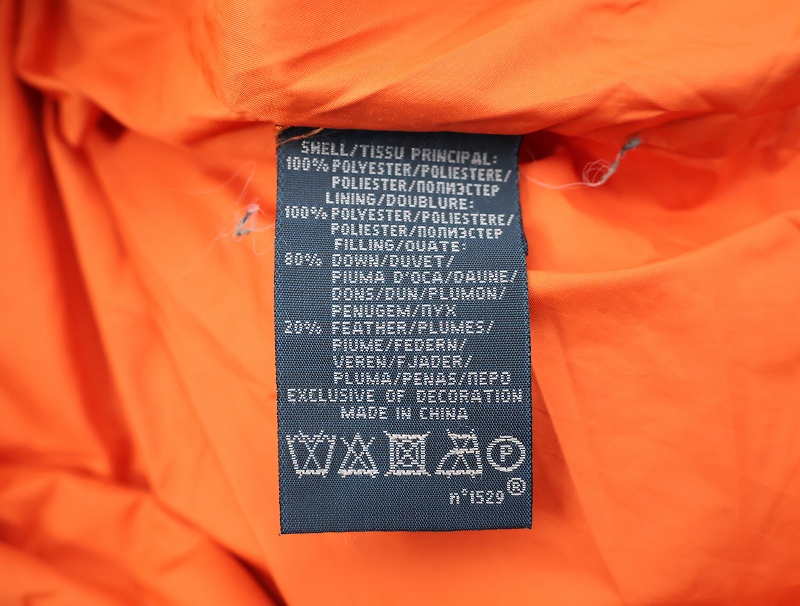 SHELL/TISSU PRINCIPAL:
100% POLYESTER/POLIESTERE/
POLIESTER/ПОЛИЭСТЕР
LINING/DOUBLURE:
100% POLYESTER/POLIESTERE/
POLIESTER/ПОЛИЭСТЕР
FILLING/OUATE:
80% DOWN/DUVET/
PIUMA D'OCA/DAUNE/
DONS/DUN/PLUMON/
PENUGEM/ПУХ
20% FEATHER/PLUMES/
PIUME/FEDERN/
VEREN/FJADER/
PLUMA/PENAS/ПЕРО
EXCLUSIVE OF DECORATION
MADE IN CHINA
P
n°1529 ®